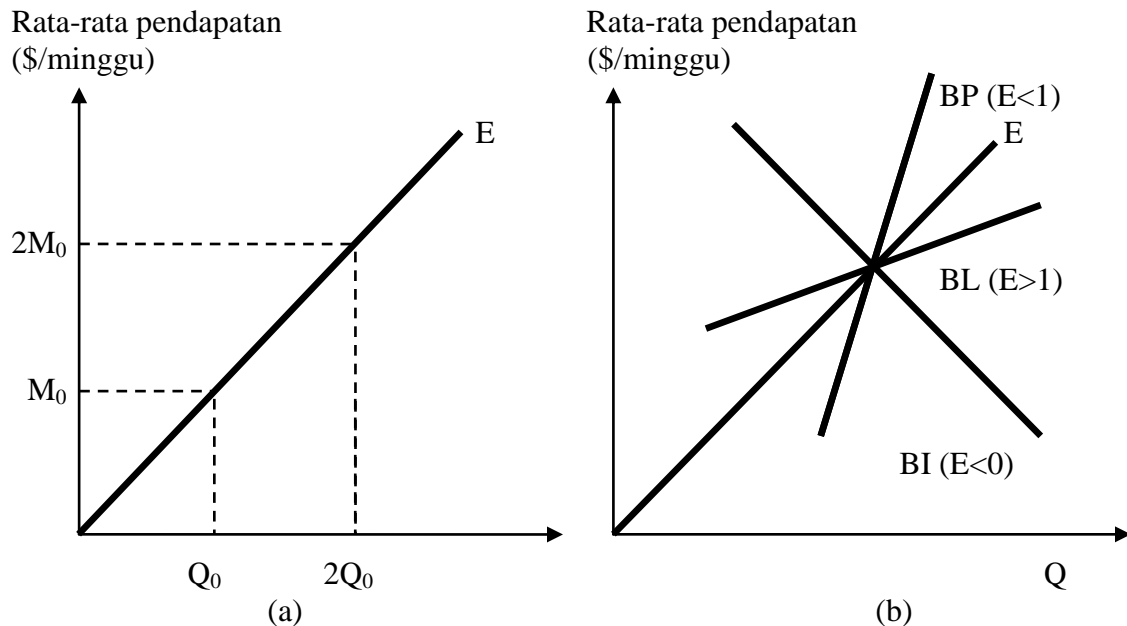 Rata-rata pendapatan
($/minggu)
E
2M₀
M₀
Q₀
2Q₀
(a)
Rata-rata pendapatan
($/minggu)
BP (E<1)
E
BL (E>1)
BI (E<0)
Q
(b)